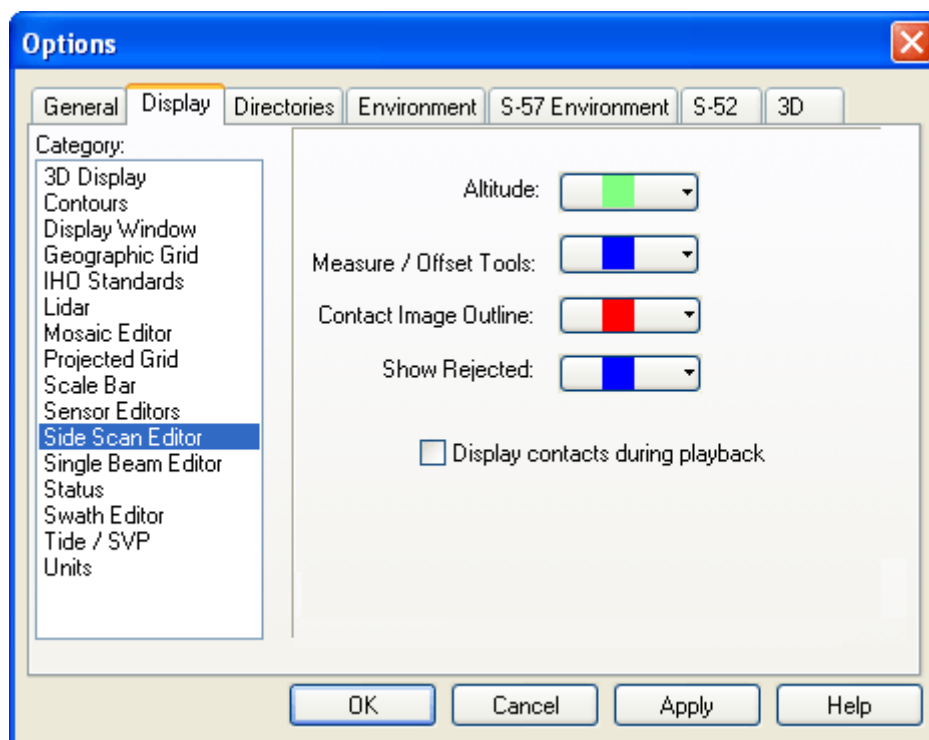 Options
General Display Directories Environment S-57 Environment S-52 3D
Category:
3D Display
Contours
Display Window
Geographic Grid
IHO Standards
Lidar
Mosaic Editor
Projected Grid
Scale Bar
Sensor Editors
Side Scan Editor
Single Beam Editor
Status
Swath Editor
Tide / SVP
Units
Altitude:
Measure / Offset Tools:
Contact Image Outline:
Show Rejected:
Display contacts during playback
OK Cancel Apply Help